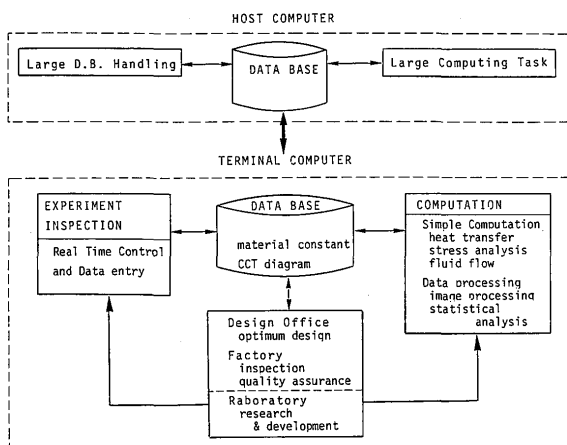 HOST COMPUTER
Large D.B. Handling
DATA BASE
Large Computing Task
TERMINAL COMPUTER
EXPERIMENT
INSPECTION
Real Time Control
and Data entry
DATA BASE
material constant
CCT diagram
COMPUTATION
Simple Computation
heat transfer
stress analysis
fluid flow
Data processing
image processing
statistical
analysis
Design Office
optimum design
Factory
inspection
quality assurance
Raboratory
research
& development